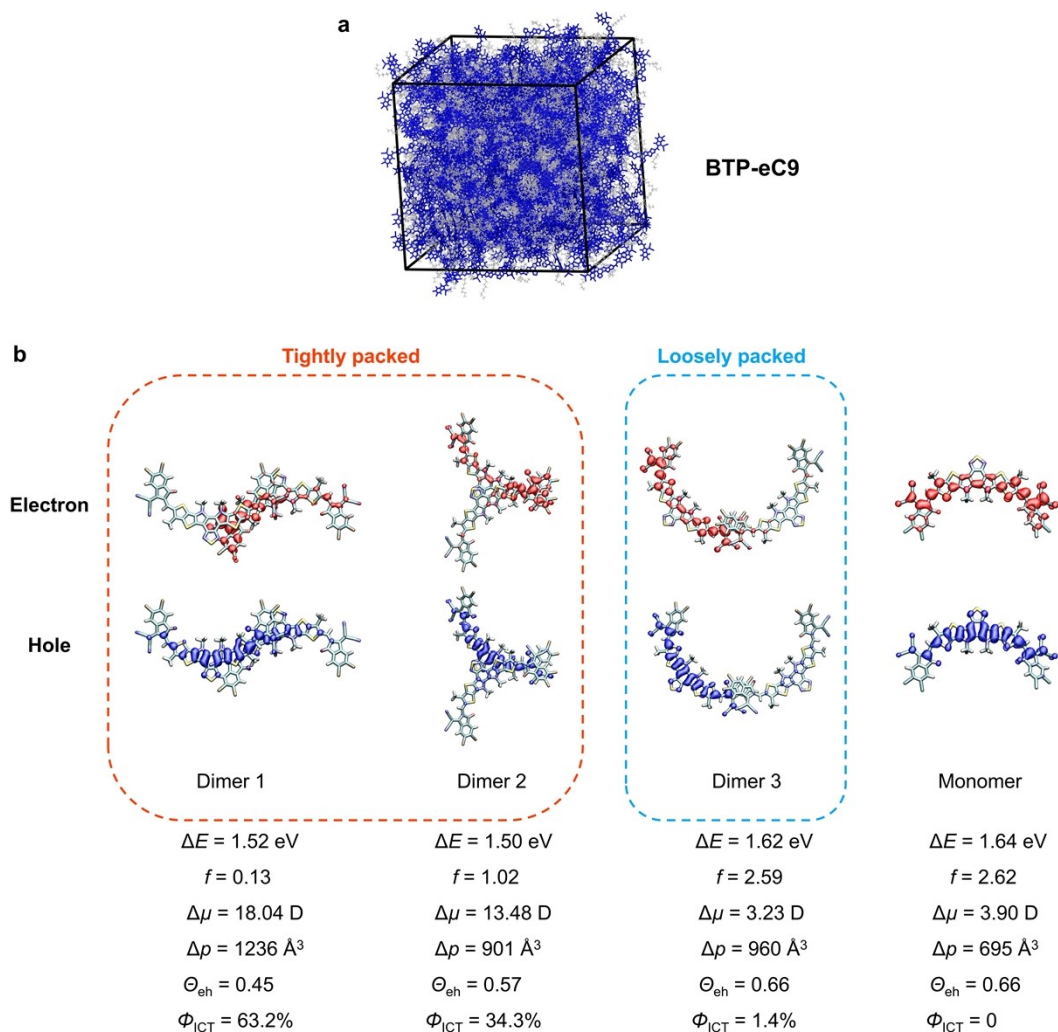 a
BTP-eC9
b
Tightly packed
Loosely packed
Electron
Hole
Dimer 1
Dimer 2
Dimer 3
Monomer
ΔE = 1.52 eV
ΔE = 1.50 eV
ΔE = 1.62 eV
ΔE = 1.64 eV
f = 0.13
f = 1.02
f = 2.59
f = 2.62
Δμ = 18.04 D
Δμ = 13.48 D
Δμ = 3.23 D
Δμ = 3.90 D
Δp = 1236 Å³
Δp = 901 Å³
Δp = 960 Å³
Δp = 695 Å³
Θeh = 0.45
Θeh = 0.57
Θeh = 0.66
Θeh = 0.66
ΦICT = 63.2%
ΦICT = 34.3%
ΦICT = 1.4%
ΦICT = 0